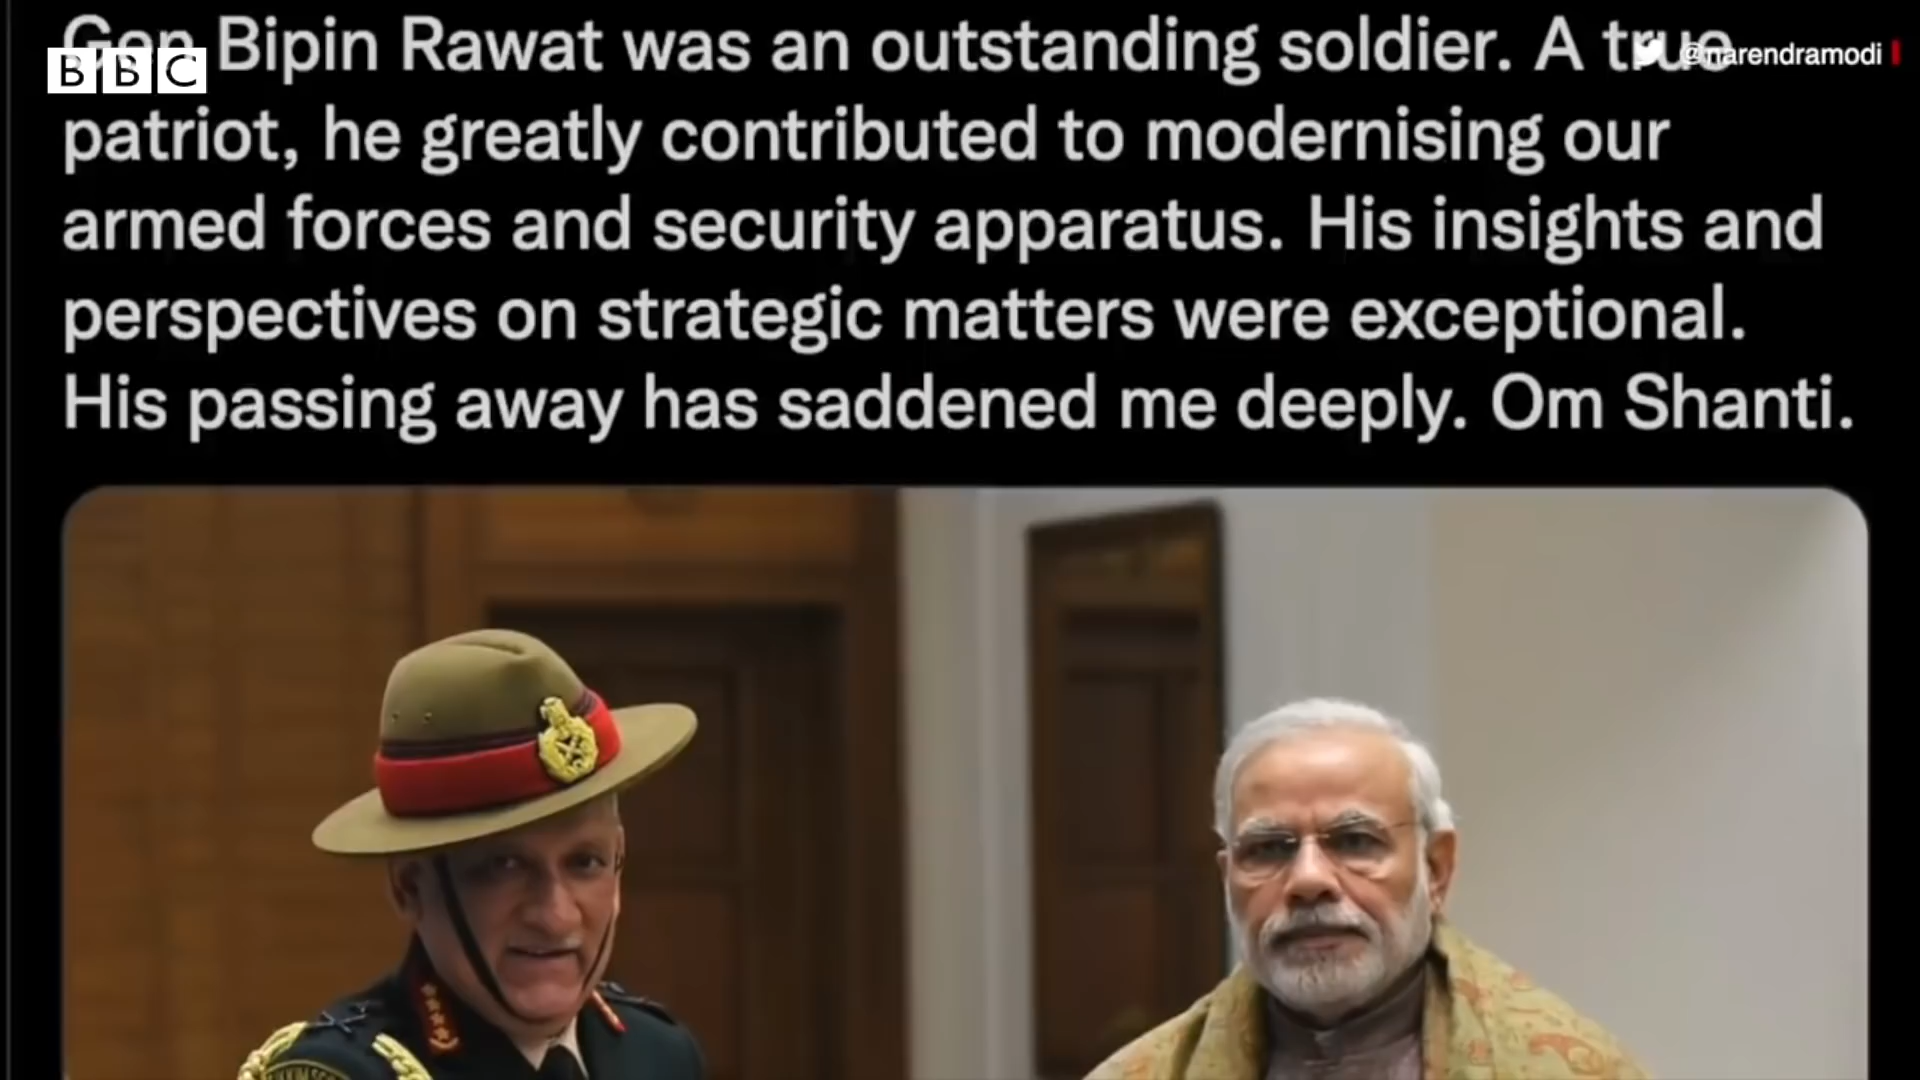 BBC
@narendramodi
Gen Bipin Rawat was an outstanding soldier. A true
patriot, he greatly contributed to modernising our
armed forces and security apparatus. His insights and
perspectives on strategic matters were exceptional.
His passing away has saddened me deeply. Om Shanti.